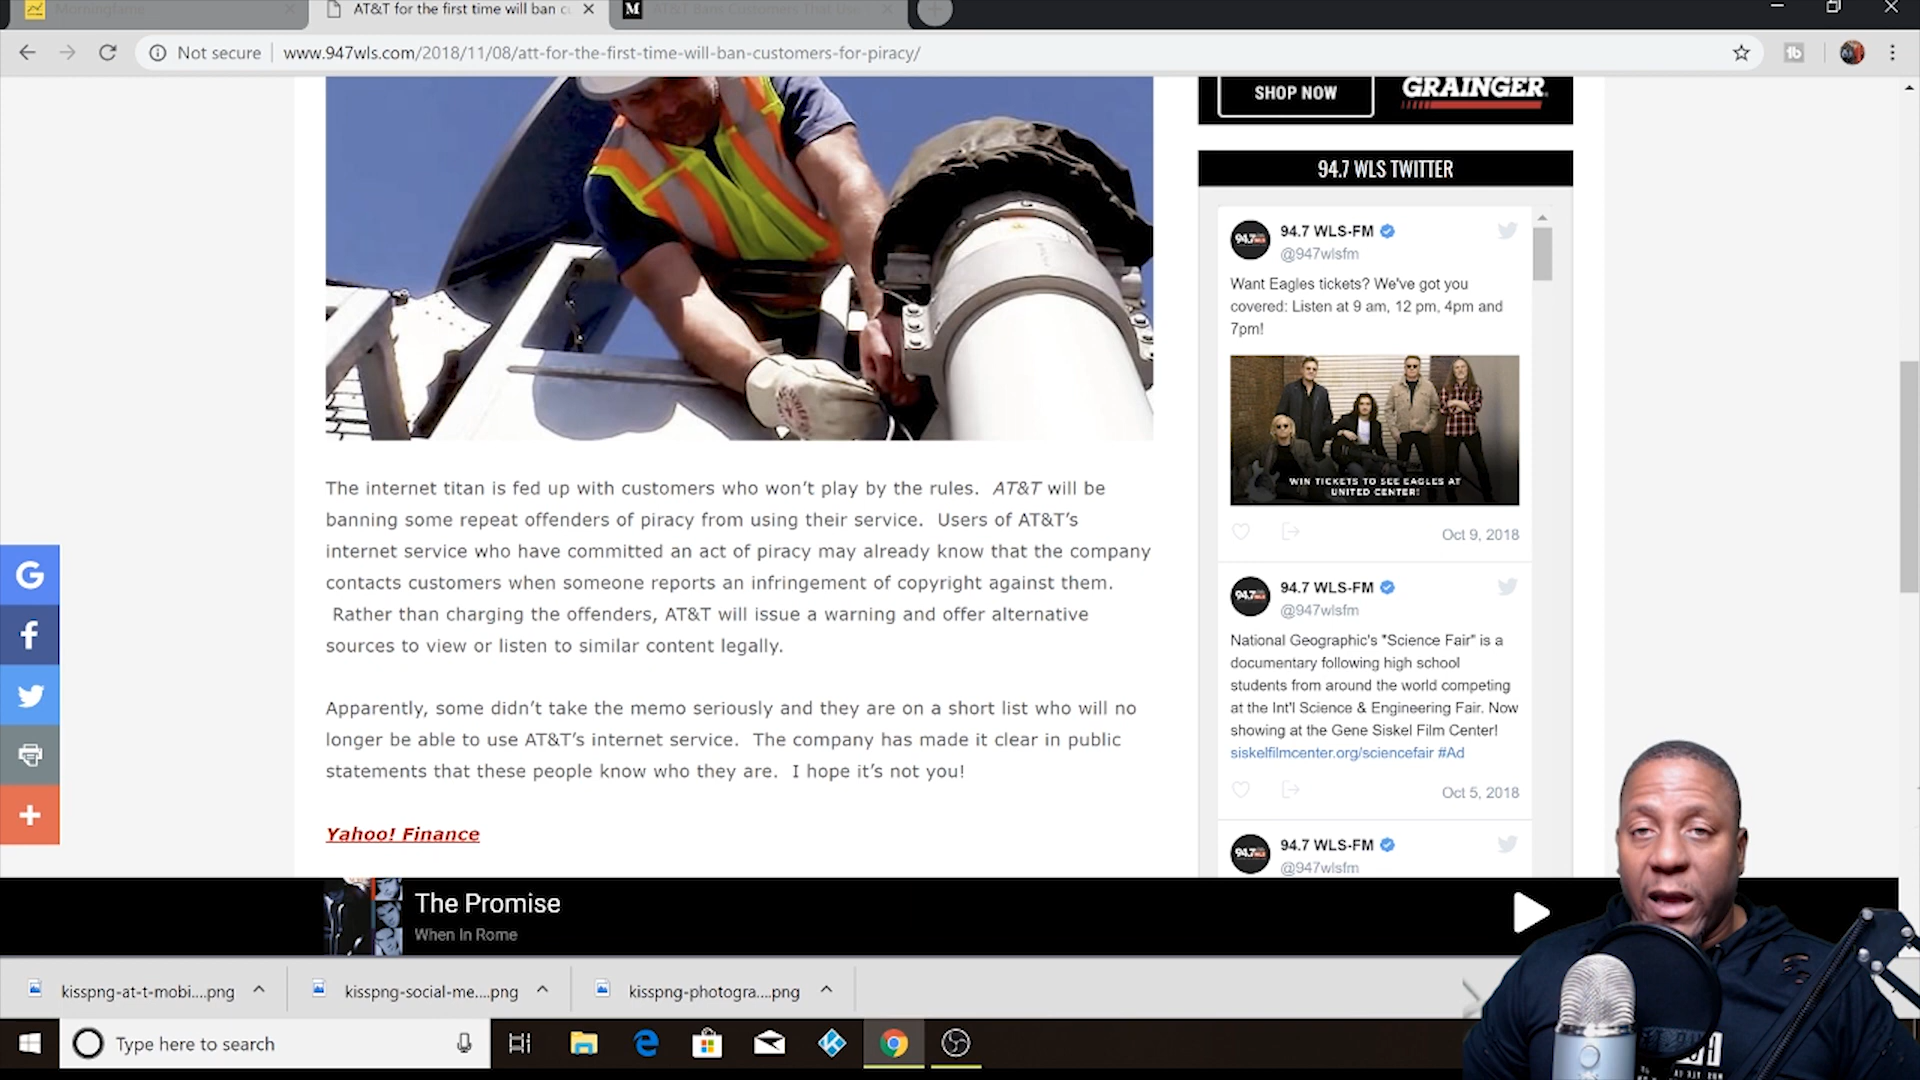 Morningfame
AT&T for the first time will ban c
M
AT&T Bans Customers That Use
Not secure
www.947wls.com/2018/11/08/att-for-the-first-time-will-ban-customers-for-piracy/
SHOP NOW
GRAINGER
94.7 WLS TWITTER
94.7 WLS-FM
@947wlsfm
Want Eagles tickets? We've got you
covered: Listen at 9 am, 12 pm, 4pm and
7pm!
WIN TICKETS TO SEE EAGLES AT
UNITED CENTER!
Oct 9, 2018
94.7 WLS-FM
@947wlsfm
National Geographic's "Science Fair" is a
documentary following high school
students from around the world competing
at the Int'l Science & Engineering Fair. Now
showing at the Gene Siskel Film Center!
siskelfilmcenter.org/sciencefair #Ad
Oct 5, 2018
94.7 WLS-FM
@947wlsfm
The internet titan is fed up with customers who won’t play by the rules. AT&T will be
banning some repeat offenders of piracy from using their service. Users of AT&T’s
internet service who have committed an act of piracy may already know that the company
contacts customers when someone reports an infringement of copyright against them.
Rather than charging the offenders, AT&T will issue a warning and offer alternative
sources to view or listen to similar content legally.
Apparently, some didn’t take the memo seriously and they are on a short list who will no
longer be able to use AT&T’s internet service. The company has made it clear in public
statements that these people know who they are. I hope it’s not you!
Yahoo! Finance
The Promise
When In Rome
kisspng-at-t-mobi....png
kisspng-social-me....png
kisspng-photogra....png
Type here to search